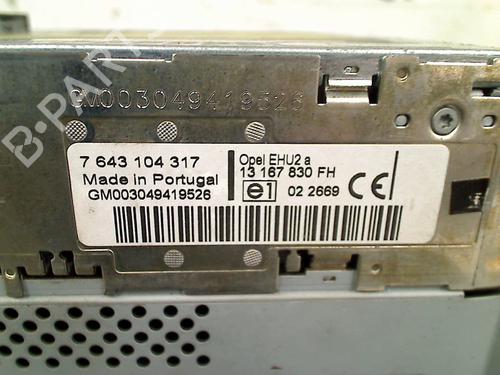 B-PARTS
GM003049419526
7 643 104 317
Made in Portugal
GM003049419526
Opel EHU2 a
13 167 830 FH
e1 02 2669 CE